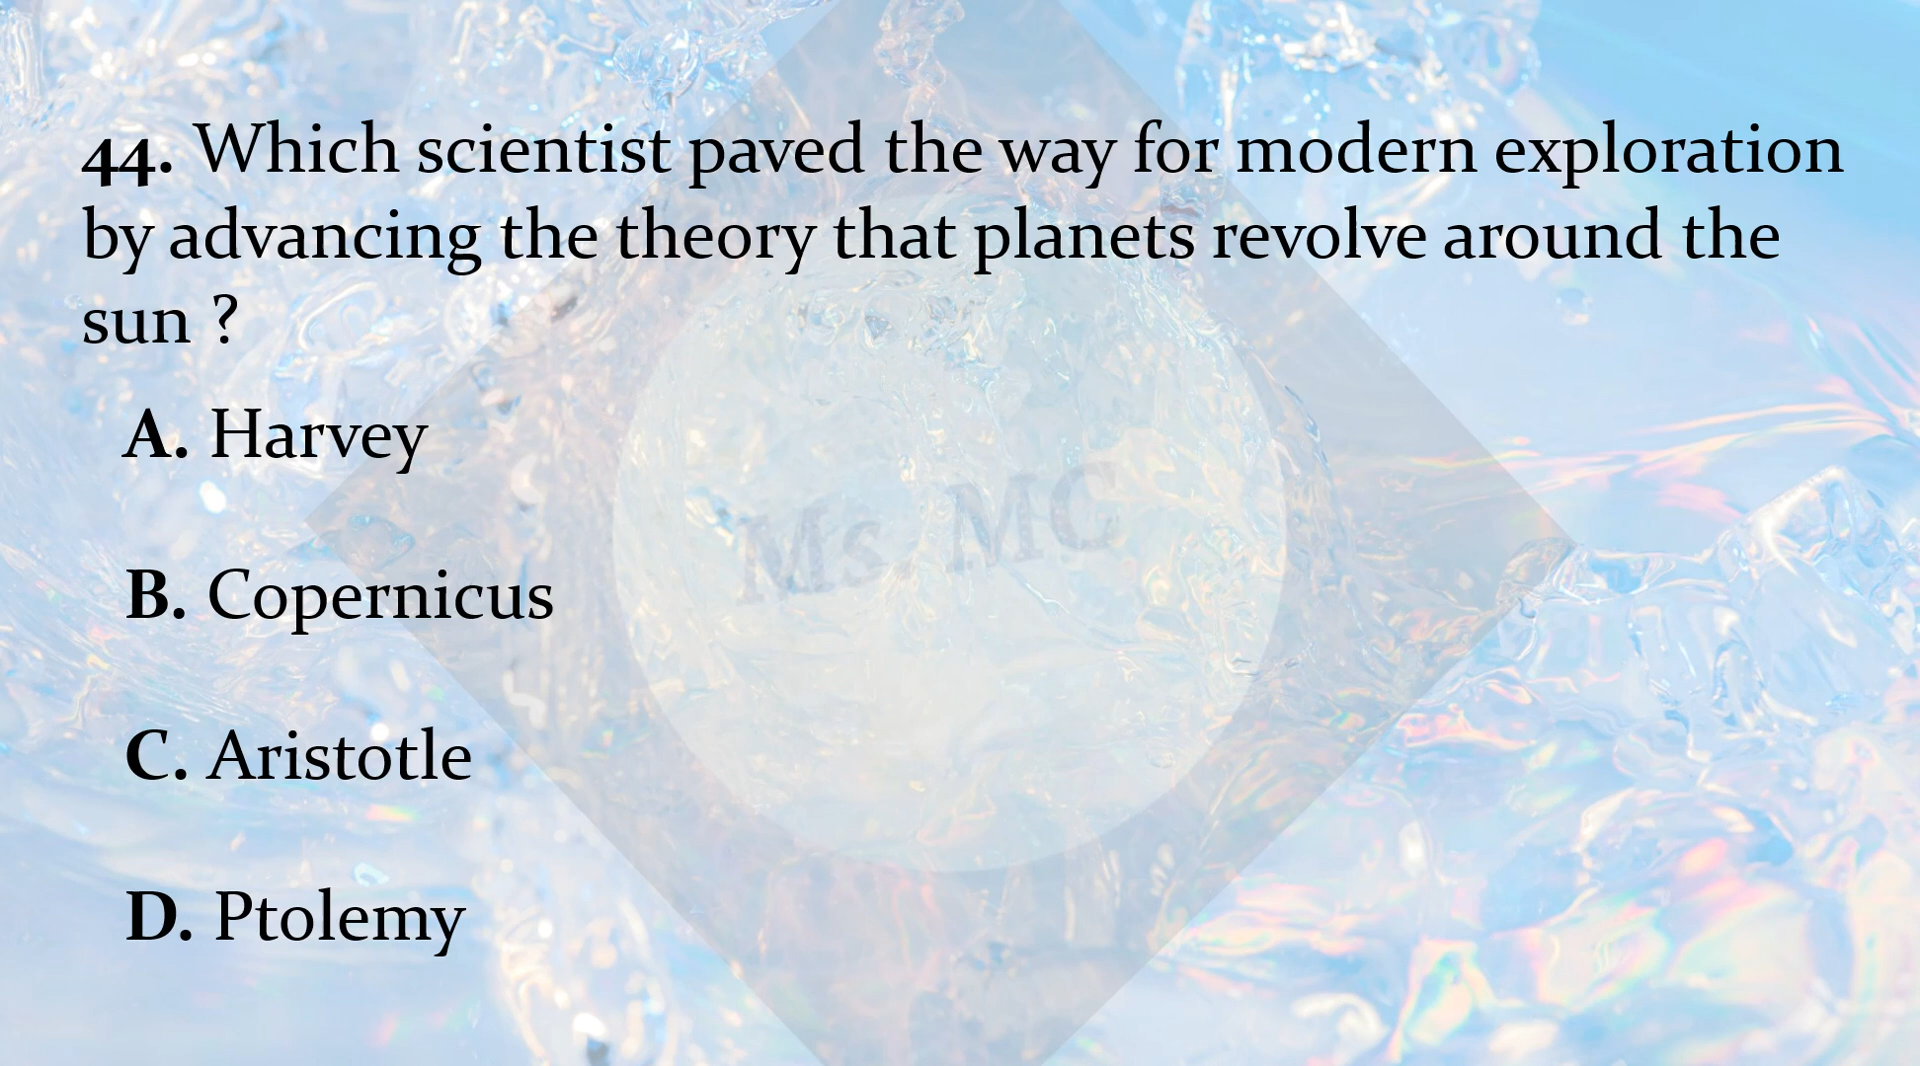 44. Which scientist paved the way for modern exploration
by advancing the theory that planets revolve around the
sun ?
A. Harvey
B. Copernicus
C. Aristotle
D. Ptolemy
Ms. MG